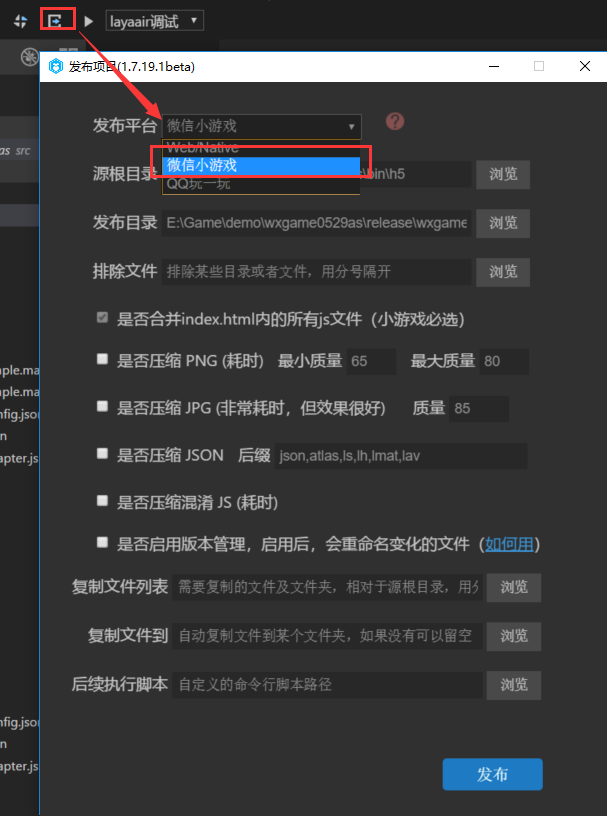 layaair调试
发布项目(1.7.19.1beta)
as src
发布平台 微信小游戏
Web/Native
微信小游戏
QQ玩一玩
源根目录 \bin\h5 浏览
发布目录 E:\Game\demo\wxgame0529as\release\wxgame 浏览
排除文件 排除某些目录或者文件，用分号隔开 浏览
是否合并index.html内的所有js文件（小游戏必选）
是否压缩 PNG (耗时) 最小质量 65 最大质量 80
mple.ma
mple.ma
是否压缩 JPG (非常耗时，但效果很好) 质量 85
nfig.json
n
是否压缩 JSON 后缀 json,atlas,ls,lh,lmat,lav
apter.js
是否压缩混淆 JS (耗时)
是否启用版本管理，启用后，会重命名变化的文件（如何用）
复制文件列表 需要复制的文件及文件夹，相对于源根目录，用分 浏览
复制文件到 自动复制文件到某个文件夹，如果没有可以留空 浏览
后续执行脚本 自定义的命令行脚本路径 浏览
nfig.json
n
apter.js
发布